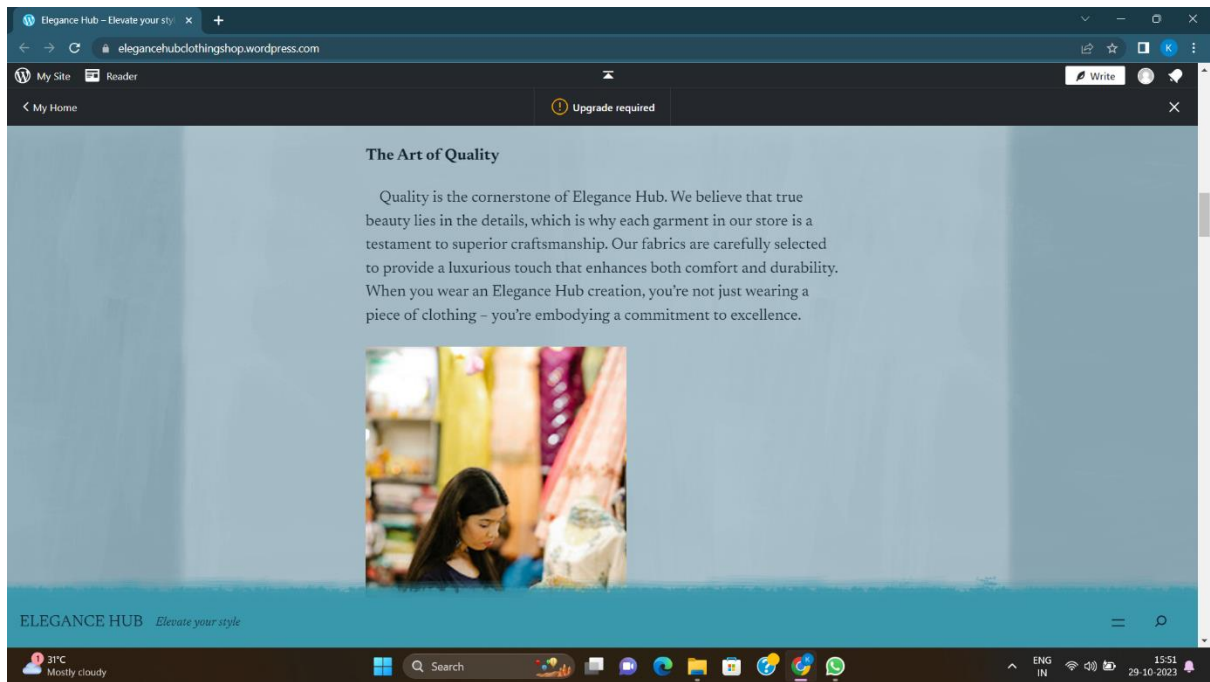 Elegance Hub – Elevate your sty
elegancehubclothingshop.wordpress.com
K
My Site Reader Write
My Home Upgrade required
The Art of Quality
Quality is the cornerstone of Elegance Hub. We believe that true
beauty lies in the details, which is why each garment in our store is a
testament to superior craftsmanship. Our fabrics are carefully selected
to provide a luxurious touch that enhances both comfort and durability.
When you wear an Elegance Hub creation, you’re not just wearing a
piece of clothing – you’re embodying a commitment to excellence.
ELEGANCE HUB Elevate your style
1 31°C
Mostly cloudy
Search
ENG
IN
15:51
29-10-2023